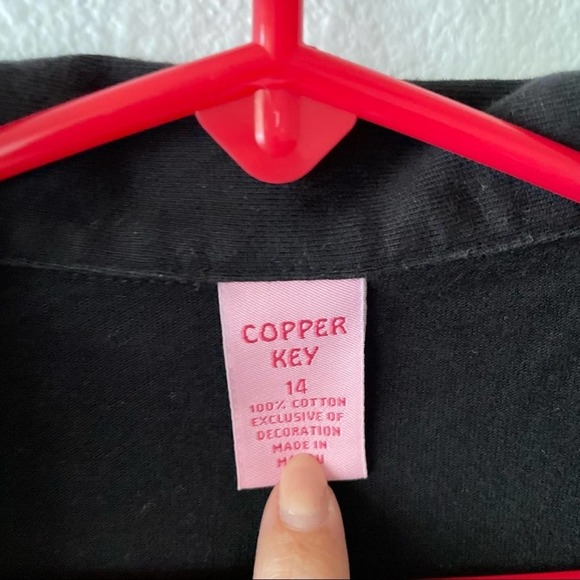 COPPER
KEY
14
100% COTTON
EXCLUSIVE OF
DECORATION
MADE IN